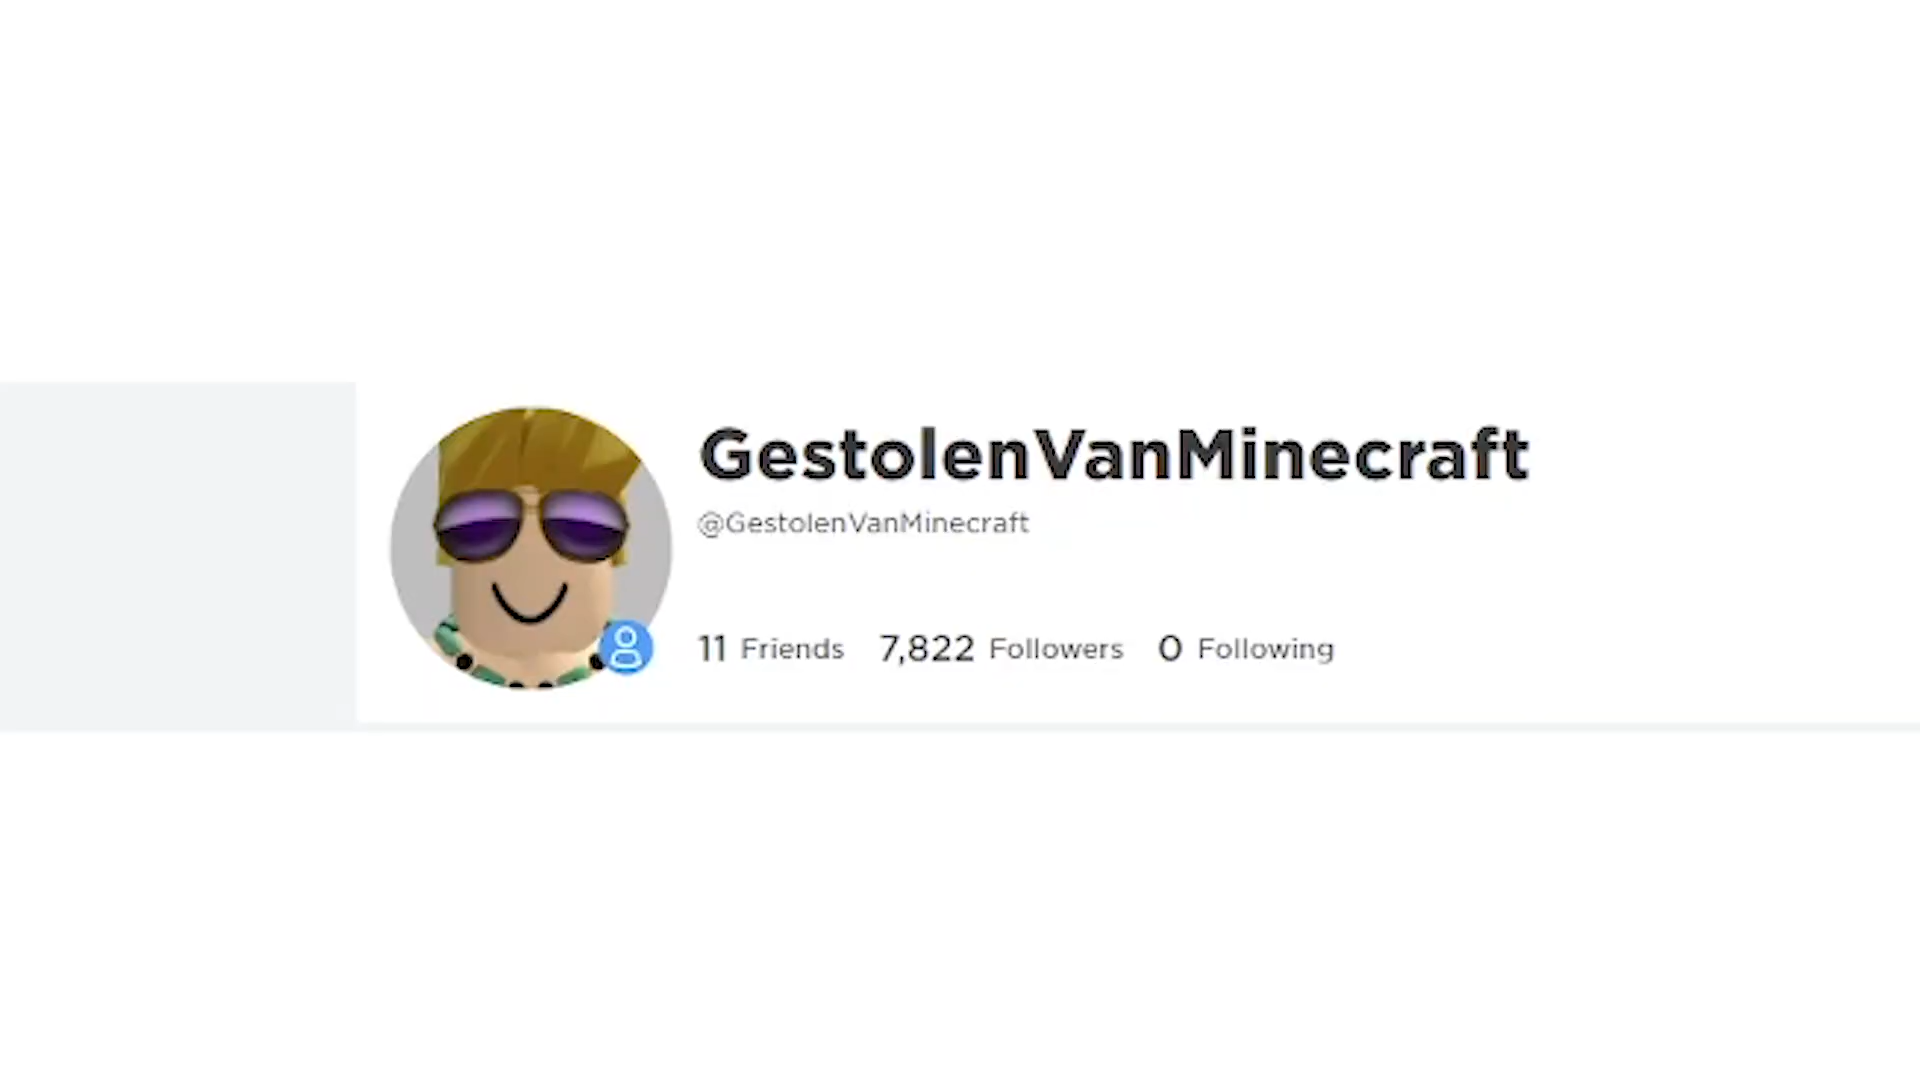 GestolenVanMinecraft
@GestolenVanMinecraft
11 Friends 7,822 Followers 0 Following